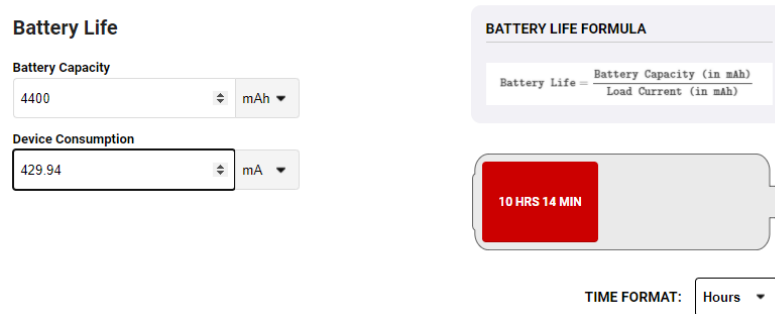 Battery Life
Battery Capacity
4400
mAh
Device Consumption
429.94
mA
BATTERY LIFE FORMULA
Battery Life = Battery Capacity (in mAh) / Load Current (in mAh)
10 HRS 14 MIN
TIME FORMAT: Hours